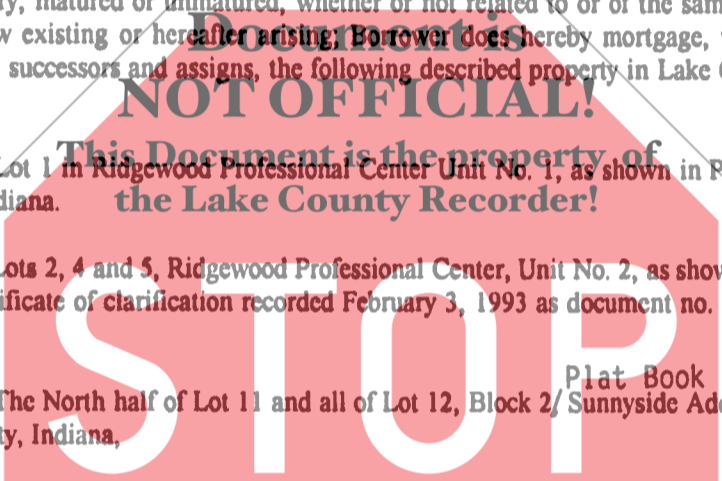 matured or unmatured, whether or not related to or of the sam
existing or hereafter arising; Borrower does hereby mortgage,
successors and assigns, the following described property in Lake
Document is
NOT OFFICIAL!
This Document is the property of
the Lake County Recorder!
Lot 1 in Ridgewood Professional Center Unit No. 1, as shown in P
diana.
Lots 2, 4 and 5, Ridgewood Professional Center, Unit No. 2, as show
ificate of clarification recorded February 3, 1993 as document no.
Plat Book
The North half of Lot 11 and all of Lot 12, Block 2/ Sunnyside Add
ty, Indiana,
STOP